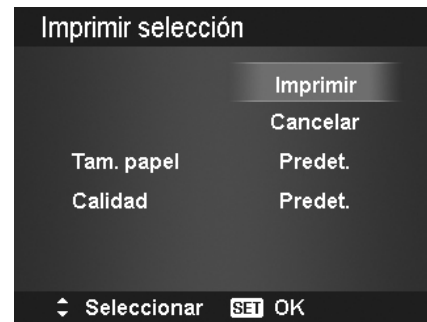 Imprimir selección
Imprimir
Cancelar
Tam. papel Predet.
Calidad Predet.
Seleccionar SET OK